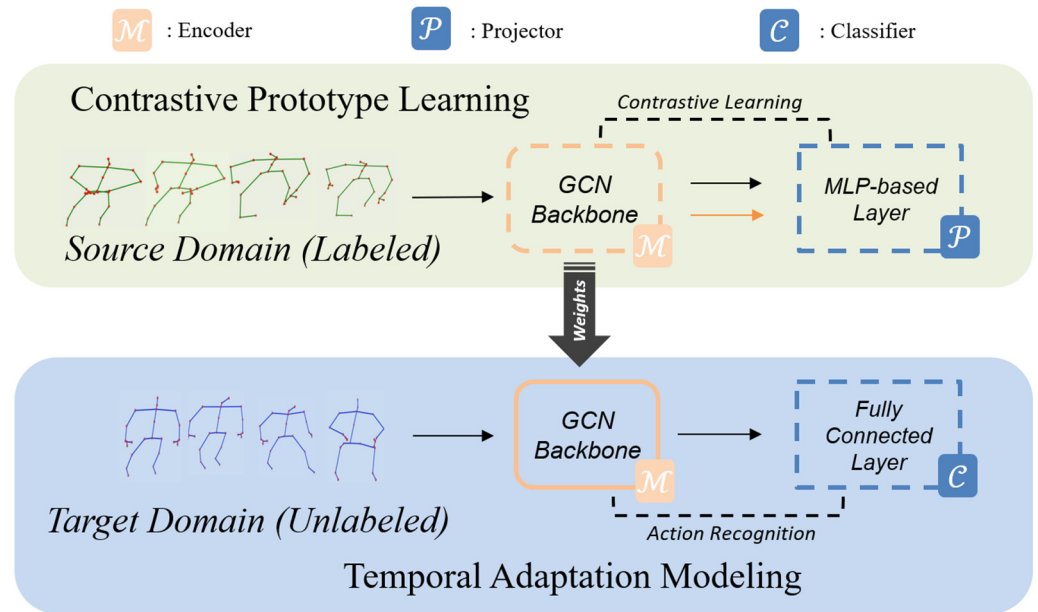 ℳ : Encoder
𝒫 : Projector
𝒞 : Classifier
Contrastive Prototype Learning
Contrastive Learning
GCN
Backbone
ℳ
MLP-based
Layer
𝒫
Source Domain (Labeled)
Weights
GCN
Backbone
ℳ
Fully
Connected
Layer
𝒞
Target Domain (Unlabeled)
Action Recognition
Temporal Adaptation Modeling